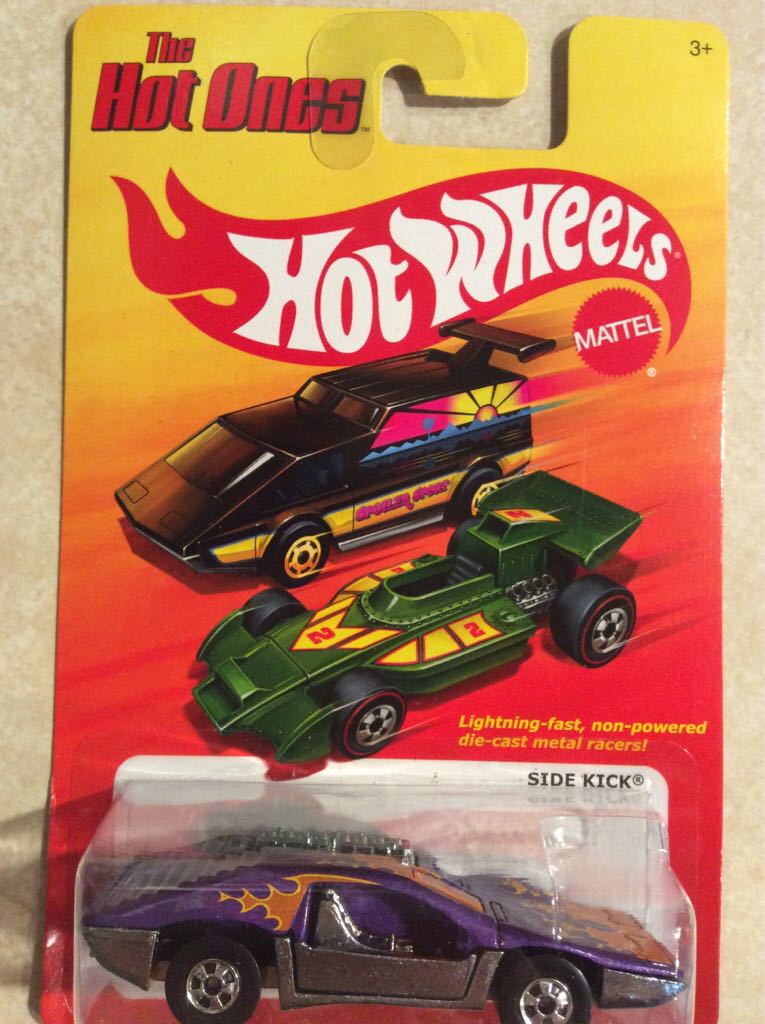 The
Hot Ones™
3+
Hot Wheels®
MATTEL
®
SPOILER SPORT
2
2
2
Lightning-fast, non-powered
die-cast metal racers!
SIDE KICK®